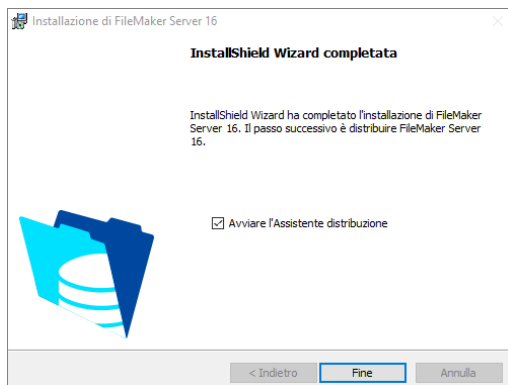 Installazione di FileMaker Server 16
InstallShield Wizard completata
InstallShield Wizard ha completato l'installazione di FileMaker
Server 16. Il passo successivo è distribuire FileMaker Server
16.
Avviare l'Assistente distribuzione
< Indietro
Fine
Annulla